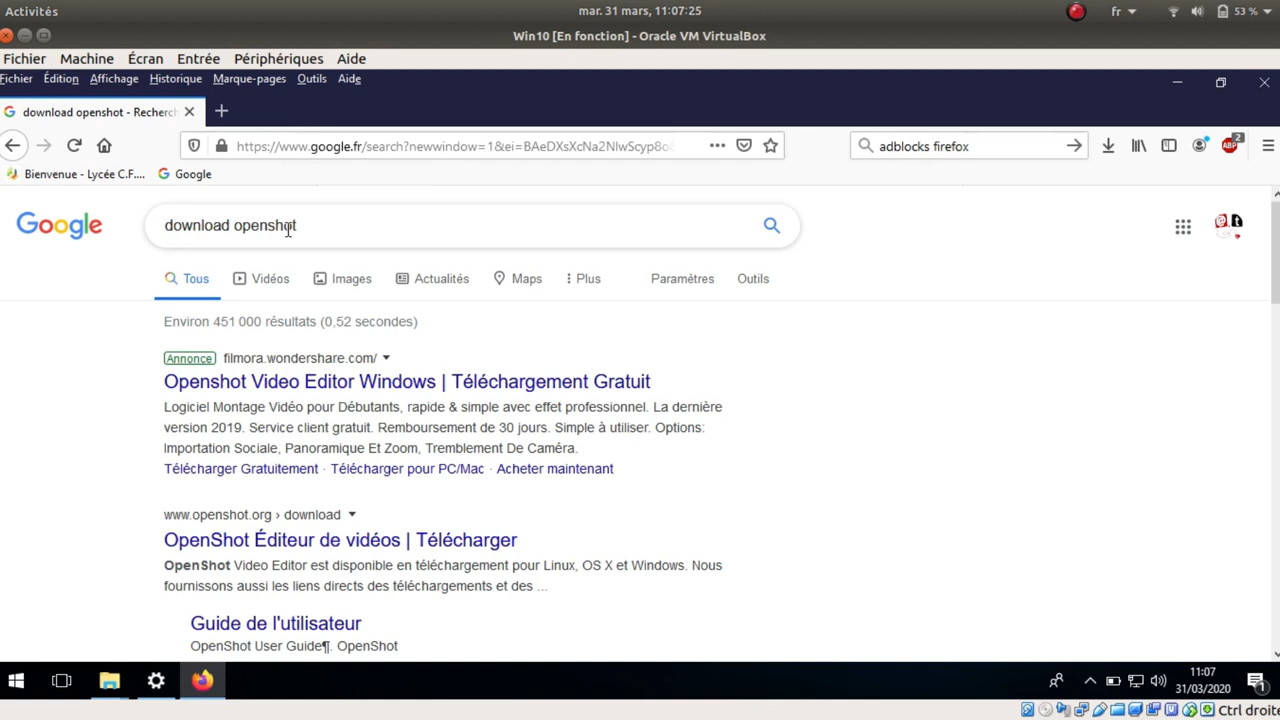 Activités
mar. 31 mars, 11:07:25
fr
53 %
Win10 [En fonction] - Oracle VM VirtualBox
Fichier Machine Écran Entrée Périphériques Aide
Fichier Édition Affichage Historique Marque-pages Outils Aide
download openshot - Recherch
https://www.google.fr/search?newwindow=1&ei=BAeDXsXcNa2NlwScyp8o
adblocks firefox
ABP
2
Bienvenue - Lycée C.F....
Google
Google
download openshot
Tous Vidéos Images Actualités Maps Plus Paramètres Outils
Environ 451 000 résultats (0,52 secondes)
Annonce filmora.wondershare.com/
Openshot Video Editor Windows | Téléchargement Gratuit
Logiciel Montage Vidéo pour Débutants, rapide & simple avec effet professionnel. La dernière
version 2019. Service client gratuit. Remboursement de 30 jours. Simple à utiliser. Options:
Importation Sociale, Panoramique Et Zoom, Tremblement De Caméra.
Télécharger Gratuitement · Télécharger pour PC/Mac · Acheter maintenant
www.openshot.org › download
OpenShot Éditeur de vidéos | Télécharger
OpenShot Video Editor est disponible en téléchargement pour Linux, OS X et Windows. Nous
fournissons aussi les liens directs des téléchargements et des ...
Guide de l'utilisateur
OpenShot User Guide¶. OpenShot
11:07
31/03/2020
1
Ctrl droite